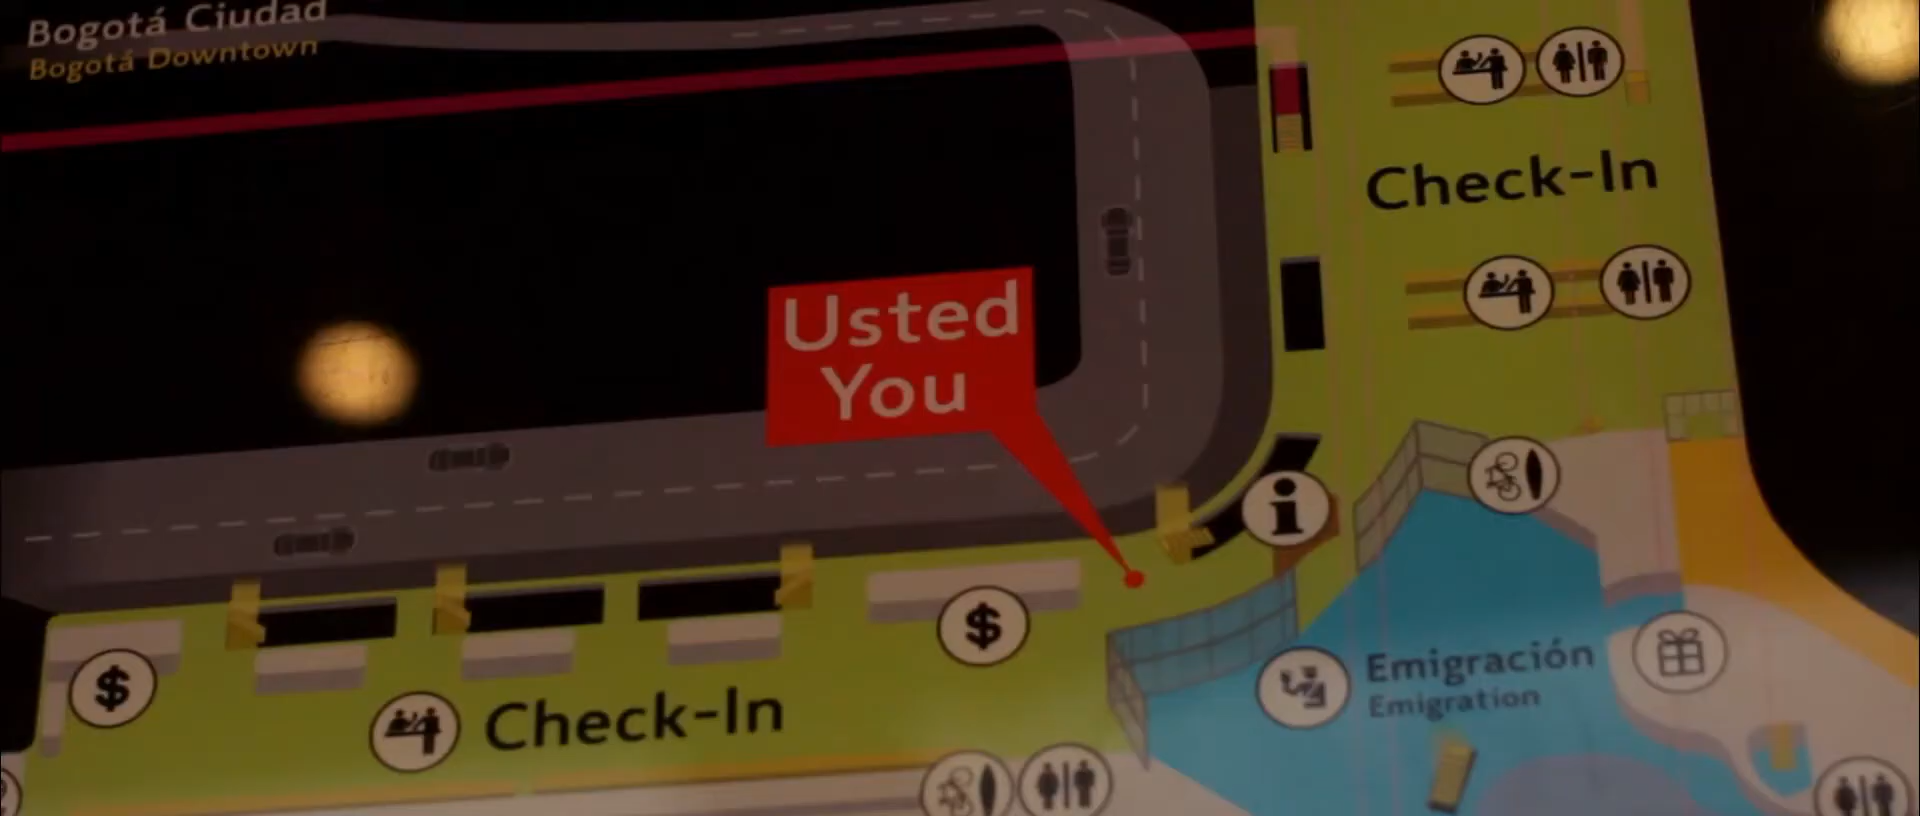 Bogotá Ciudad
Bogotá Downtown
Check-In
Usted
You
i
$
$
Emigración
Emigration
Check-In